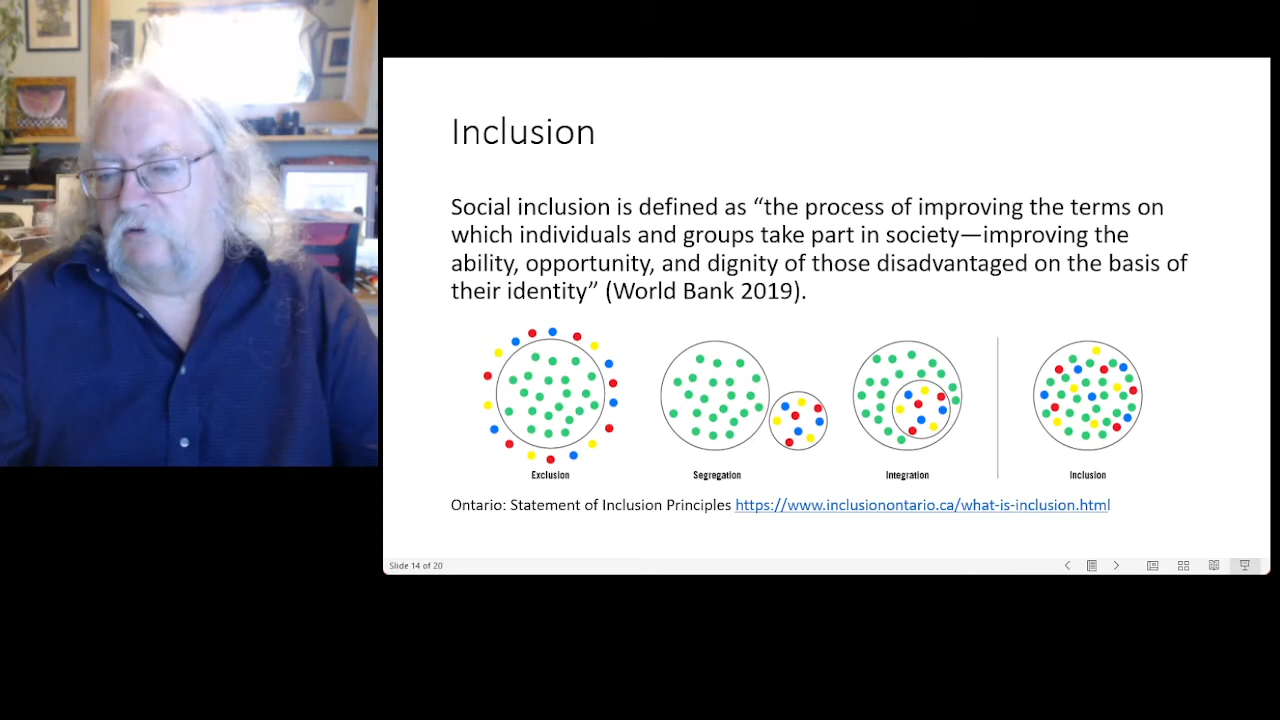 Inclusion
Social inclusion is defined as “the process of improving the terms on
which individuals and groups take part in society—improving the
ability, opportunity, and dignity of those disadvantaged on the basis of
their identity” (World Bank 2019).
Exclusion
Segregation
Integration
Inclusion
Ontario: Statement of Inclusion Principles https://www.inclusionontario.ca/what-is-inclusion.html
Slide 14 of 20